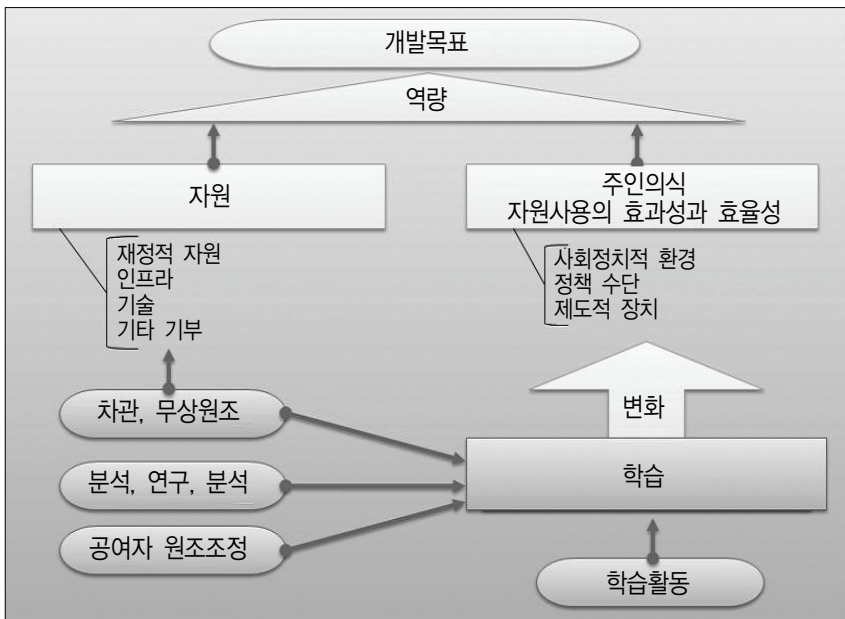 개발목표
역량
자원
주인의식
자원사용의 효과성과 효율성
재정적 자원
인프라
기술
기타 기부
사회정치적 환경
정책 수단
제도적 장치
차관, 무상원조
변화
분석, 연구, 분석
학습
공여자 원조조정
학습활동